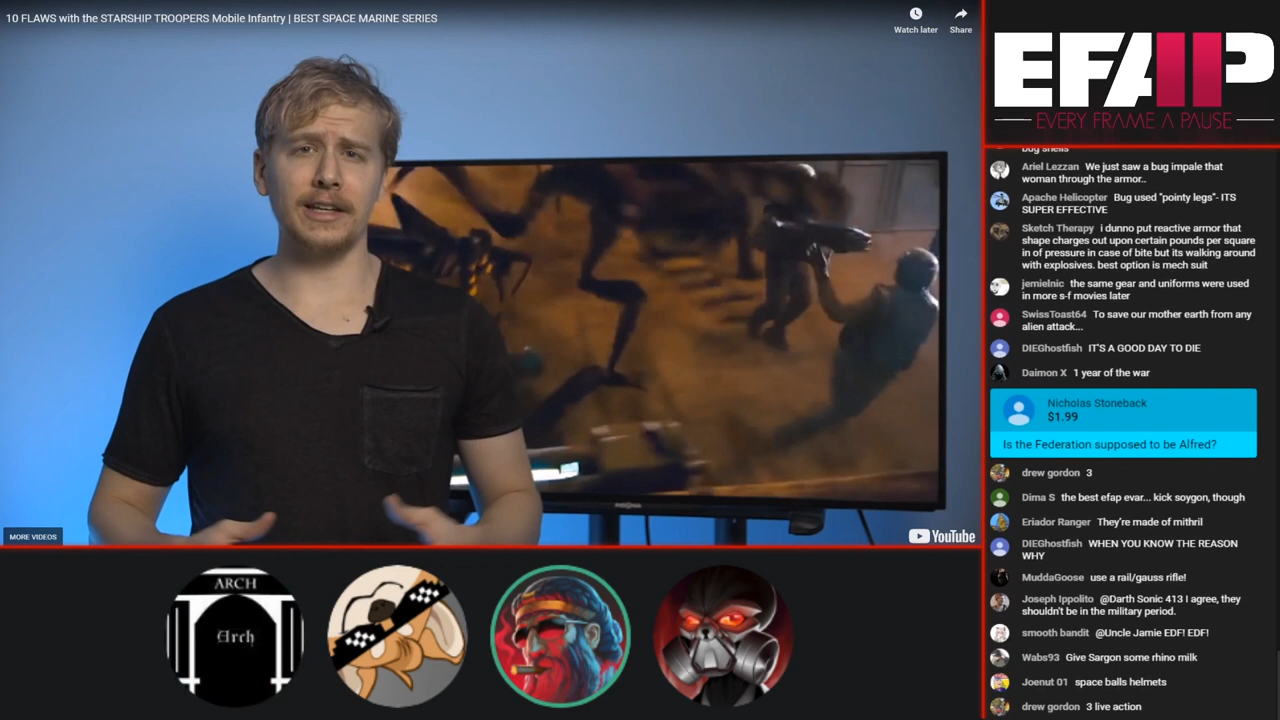 10 FLAWS with the STARSHIP TROOPERS Mobile Infantry | BEST SPACE MARINE SERIES
Watch later
Share
MORE VIDEOS
YouTube
EFAP
EVERY FRAME A PAUSE
bug shells
Ariel Lezzan We just saw a bug impale that
woman through the armor..
Apache Helicopter Bug used "pointy legs"- ITS
SUPER EFFECTIVE
Sketch Therapy i dunno put reactive armor that
shape charges out upon certain pounds per square
in of pressure in case of bite but its walking around
with explosives. best option is mech suit
jemielnic the same gear and uniforms were used
in more s-f movies later
SwissToast64 To save our mother earth from any
alien attack...
DIEGhostfish IT'S A GOOD DAY TO DIE
Daimon X 1 year of the war
Nicholas Stoneback
$1.99
Is the Federation supposed to be Alfred?
drew gordon 3
Dima S the best efap evar... kick soygon, though
Eriador Ranger They're made of mithril
DIEGhostfish WHEN YOU KNOW THE REASON
WHY
MuddaGoose use a rail/gauss rifle!
Joseph Ippolito @Darth Sonic 413 I agree, they
shouldn't be in the military period.
smooth bandit @Uncle Jamie EDF! EDF!
Wabs93 Give Sargon some rhino milk
Joenut 01 space balls helmets
drew gordon 3 live action
ARCH
Arch